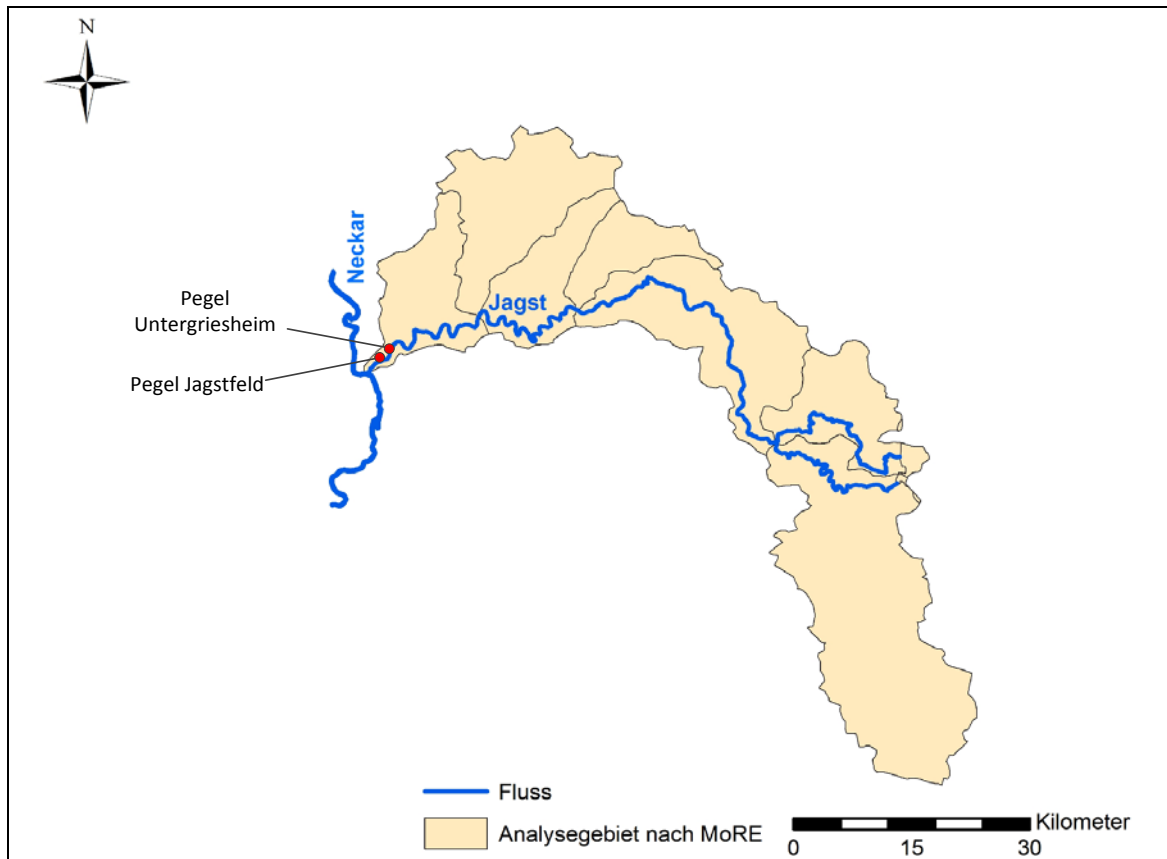 N
Neckar
Pegel
Untergriesheim
Jagst
Pegel Jagstfeld
Fluss
Analysegebiet nach MoRE
Kilometer
0 15 30